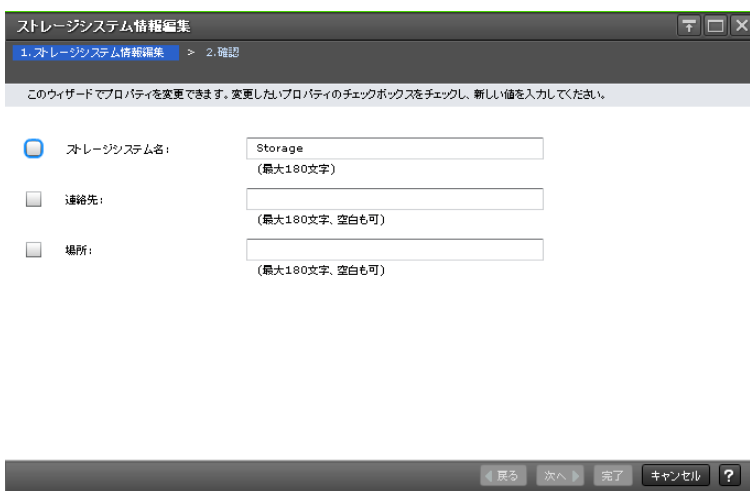 ストレージシステム情報編集
1.ストレージシステム情報編集 > 2.確認
このウィザードでプロパティを変更できます。変更したいプロパティのチェックボックスをチェックし、新しい値を入力してください。
ストレージシステム名: Storage
(最大180文字)
連絡先:
(最大180文字、空白も可)
場所:
(最大180文字、空白も可)
戻る 次へ 完了 キャンセル ?